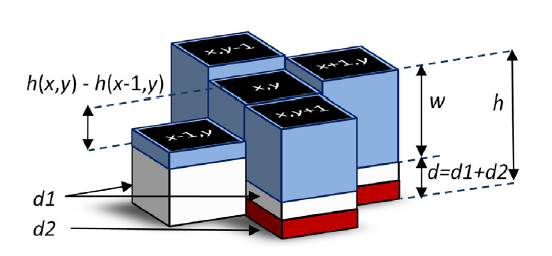 x,y-1
x+1,y
h(x,y) - h(x-1,y)
x,y
w
h
x,y+1
x-1,y
d=d1+d2
d1
d2